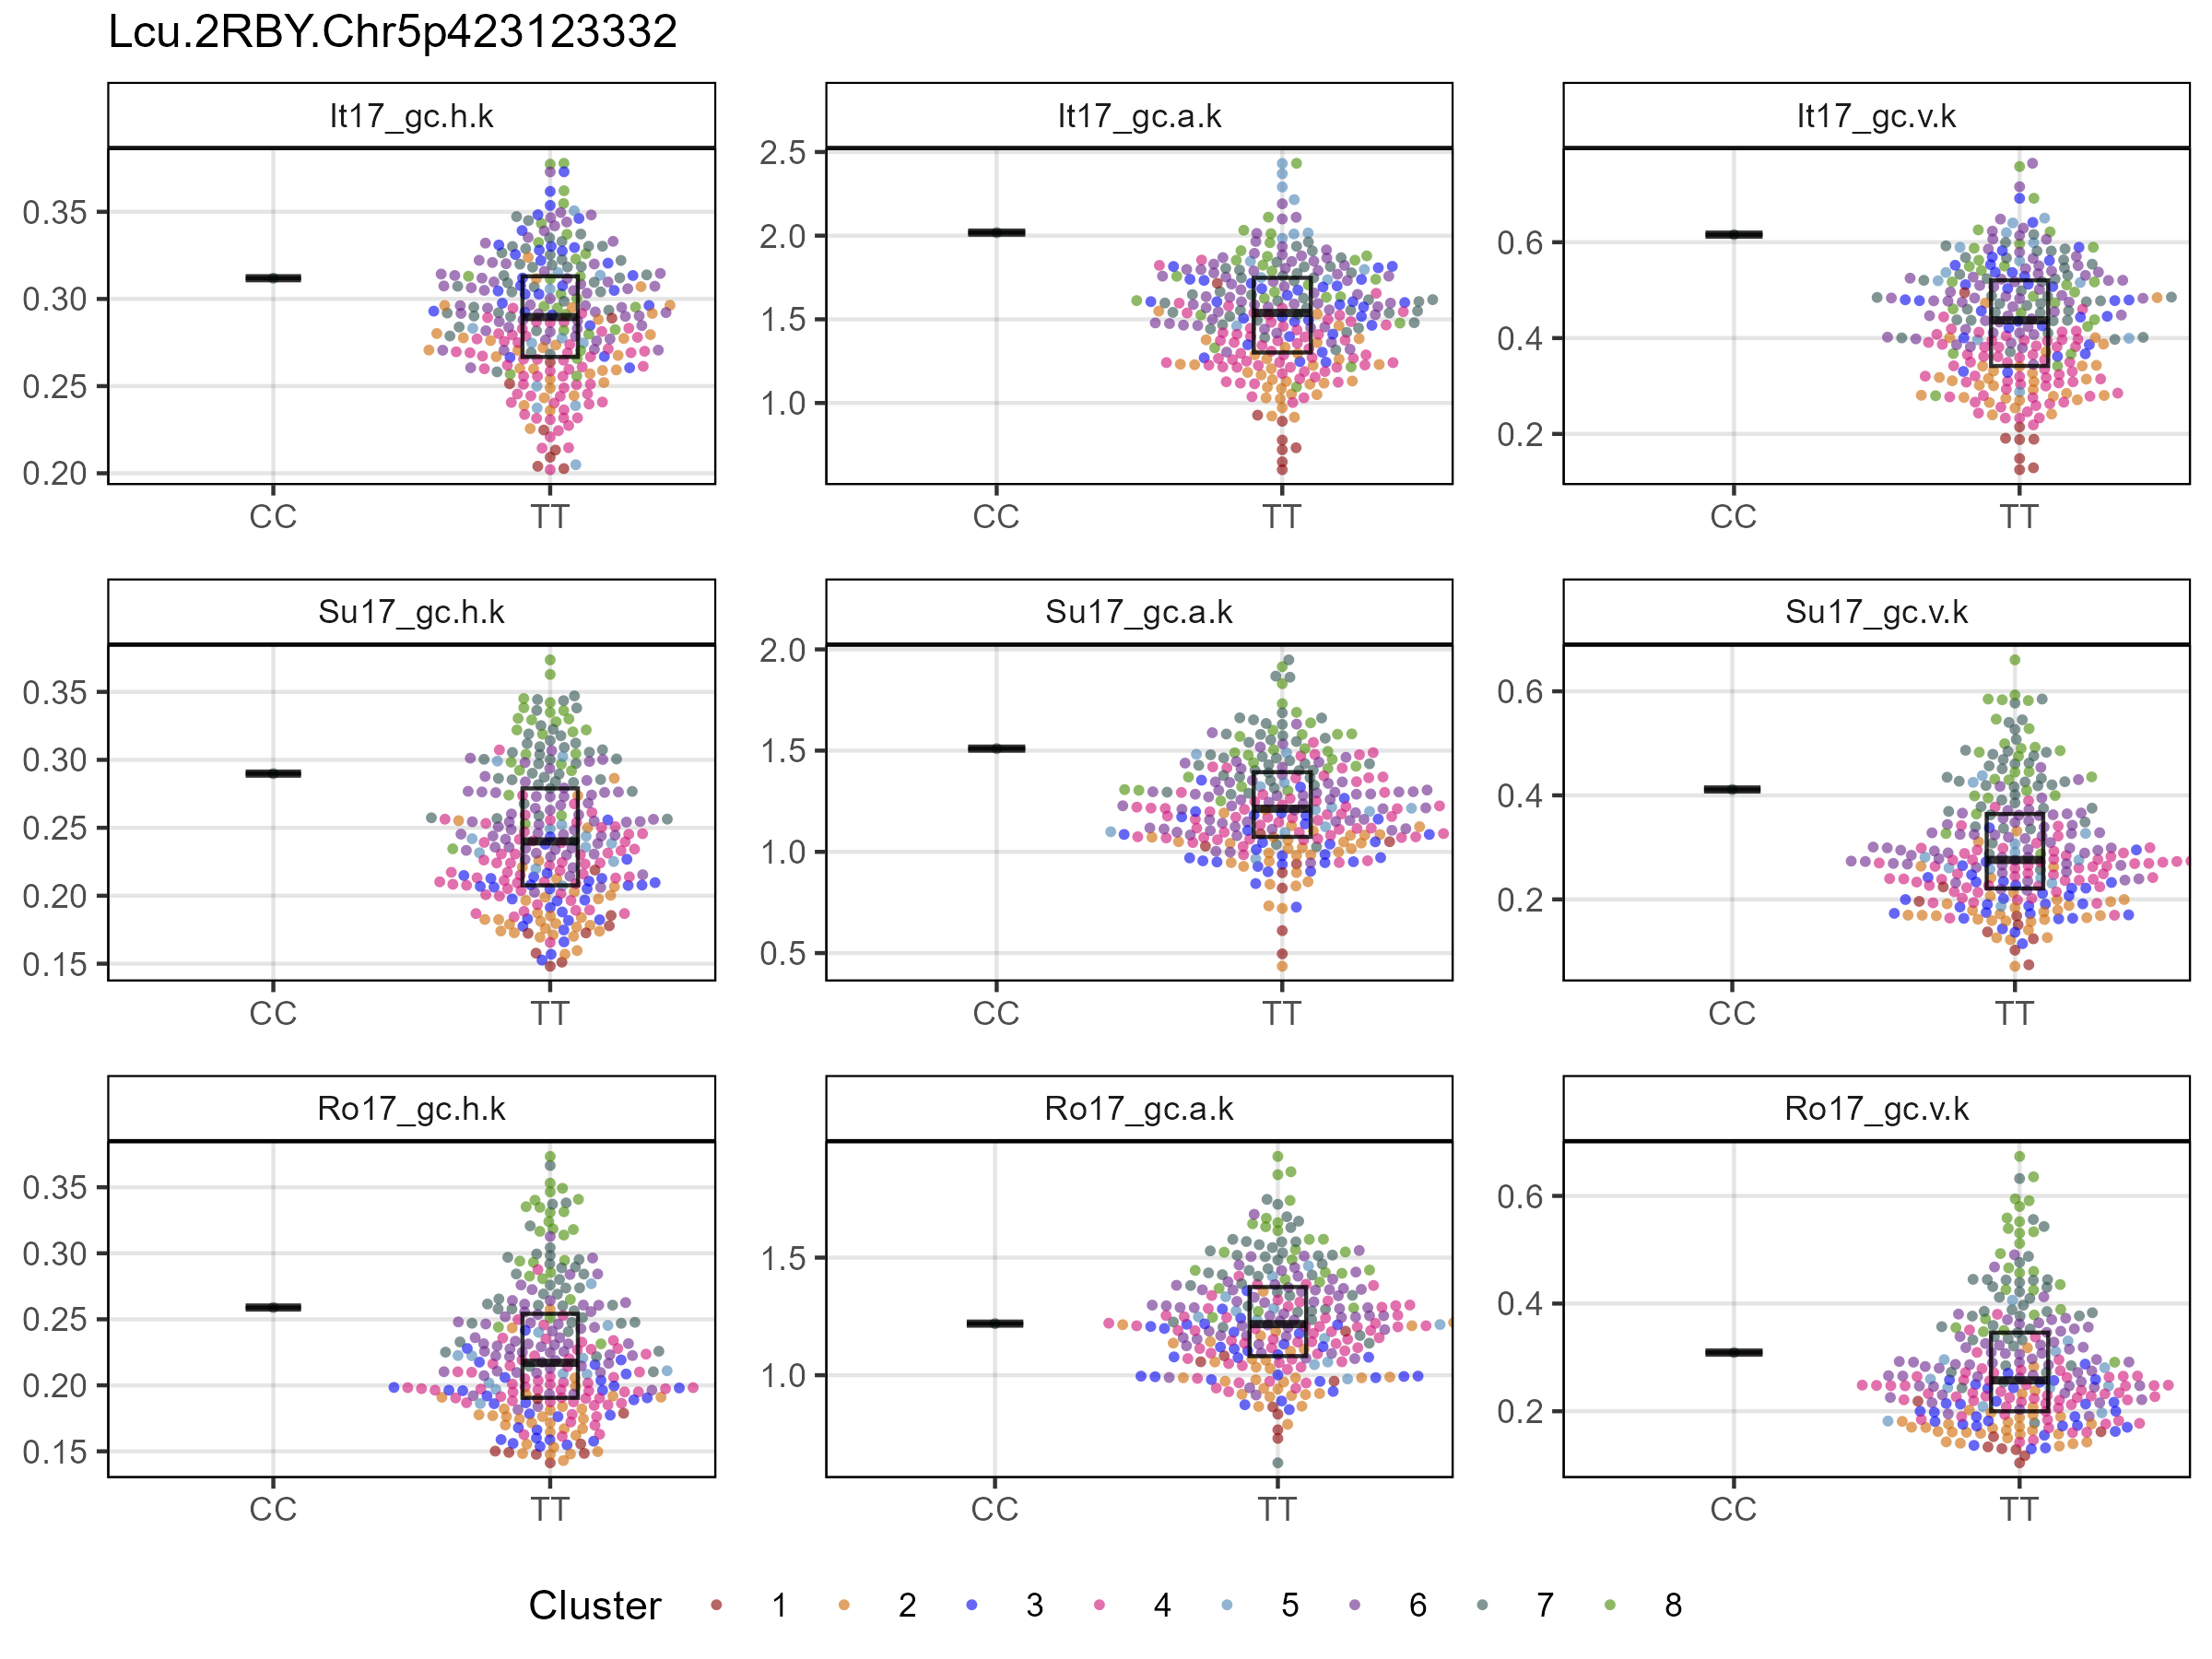 Lcu.2RBY.Chr5p423123332
It17_gc.h.k
It17_gc.a.k
It17_gc.v.k
0.35
0.30
0.25
0.20
2.5
2.0
1.5
1.0
0.6
0.4
0.2
CC
TT
CC
TT
CC
TT
Su17_gc.h.k
Su17_gc.a.k
Su17_gc.v.k
0.35
0.30
0.25
0.20
0.15
2.0
1.5
1.0
0.5
0.6
0.4
0.2
CC
TT
CC
TT
CC
TT
Ro17_gc.h.k
Ro17_gc.a.k
Ro17_gc.v.k
0.35
0.30
0.25
0.20
0.15
1.5
1.0
0.6
0.4
0.2
CC
TT
CC
TT
CC
TT
Cluster 1 2 3 4 5 6 7 8